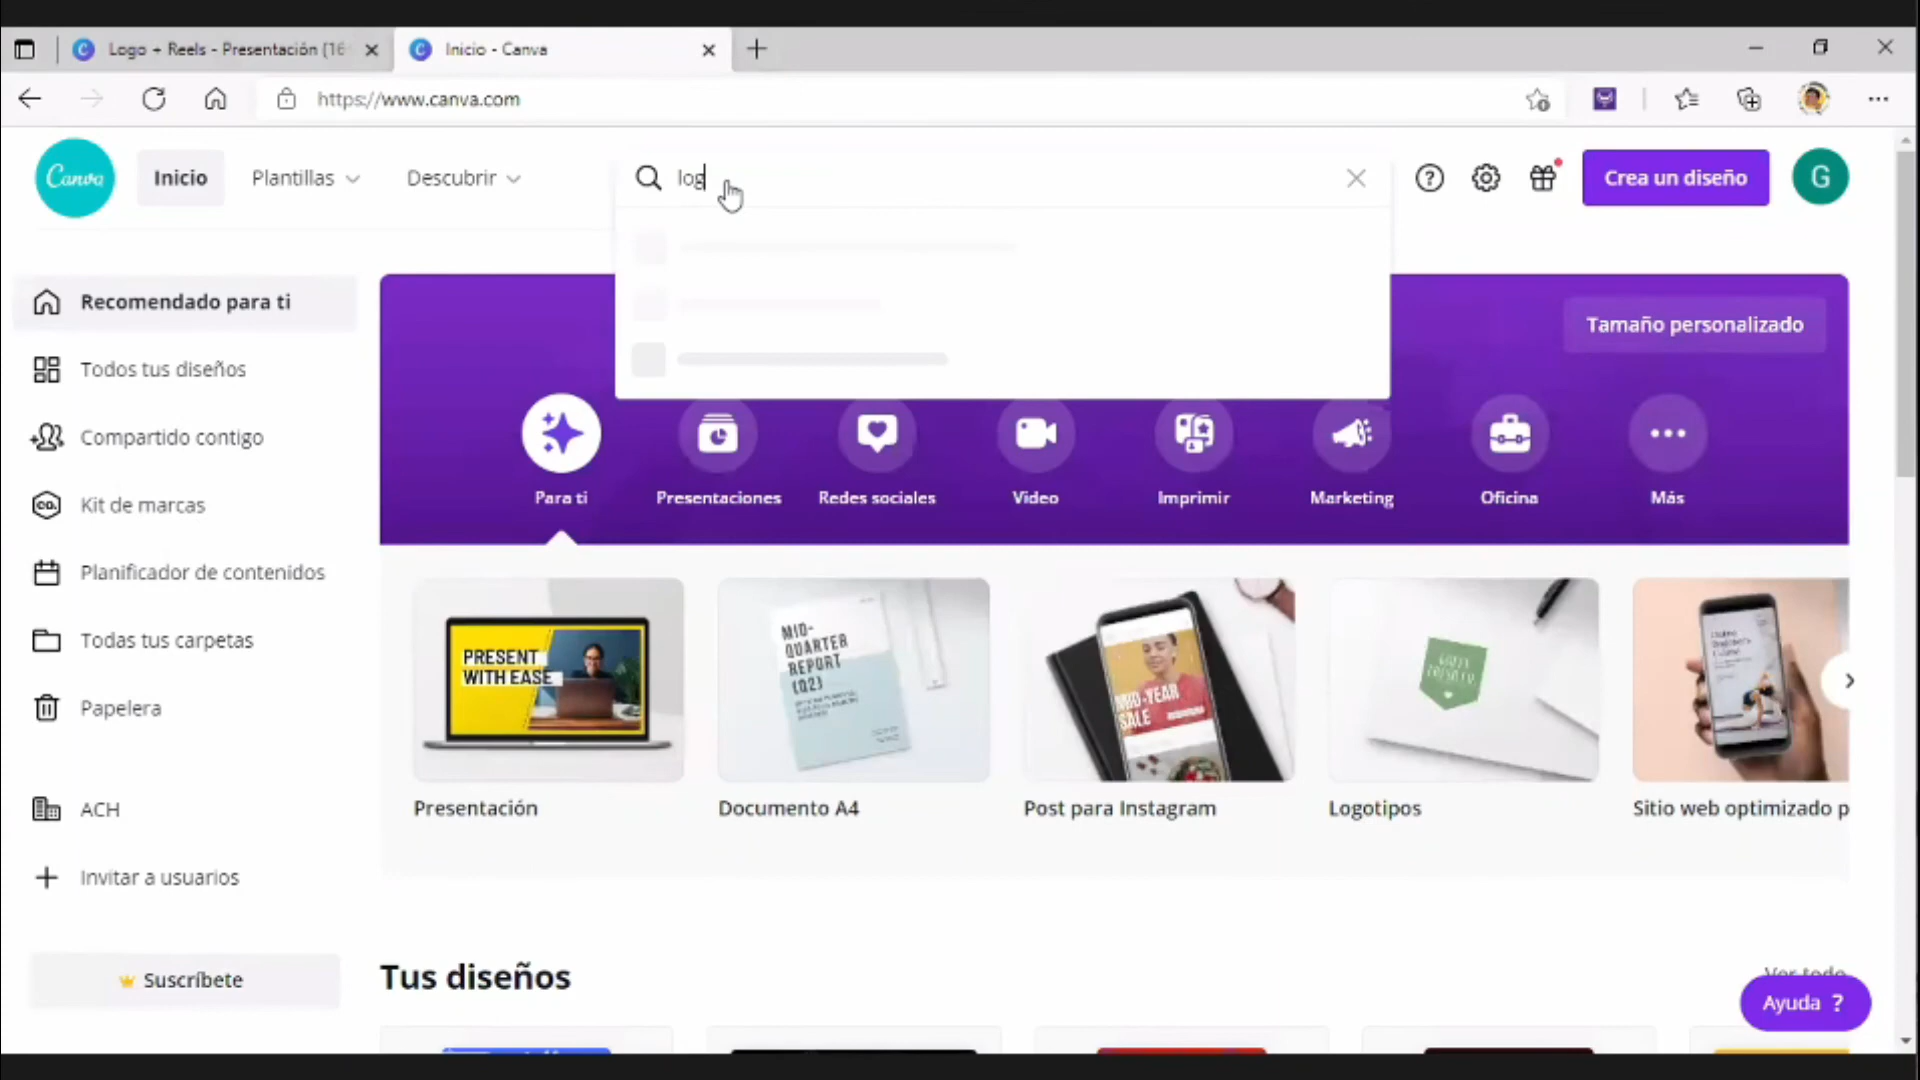 Logo + Reels - Presentación (16
Inicio - Canva
https://www.canva.com
Canva
Inicio
Plantillas
Descubrir
log
Crea un diseño
G
Recomendado para ti
Todos tus diseños
Compartido contigo
Kit de marcas
Planificador de contenidos
Todas tus carpetas
Papelera
ACH
Invitar a usuarios
Suscríbete
Tamaño personalizado
Para ti
Presentaciones
Redes sociales
Video
Imprimir
Marketing
Oficina
Más
PRESENT
WITH EASE
MID-
QUARTER
REPORT
(Q2)
MID-YEAR
SALE
Presentación
Documento A4
Post para Instagram
Logotipos
Sitio web optimizado p
Tus diseños
Ver todo
Ayuda ?